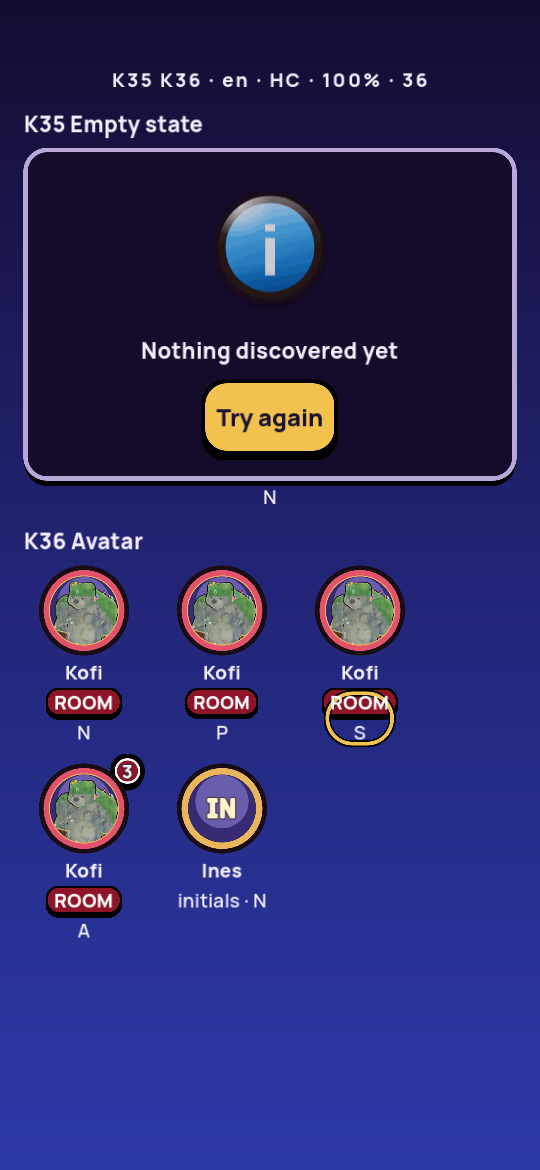 K35 K36 · en · HC · 100% · 36
K35 Empty state
i
Nothing discovered yet
Try again
N
K36 Avatar
Kofi Kofi Kofi
ROOM ROOM ROOM
N P S
3
IN
Kofi Ines
ROOM initials · N
A